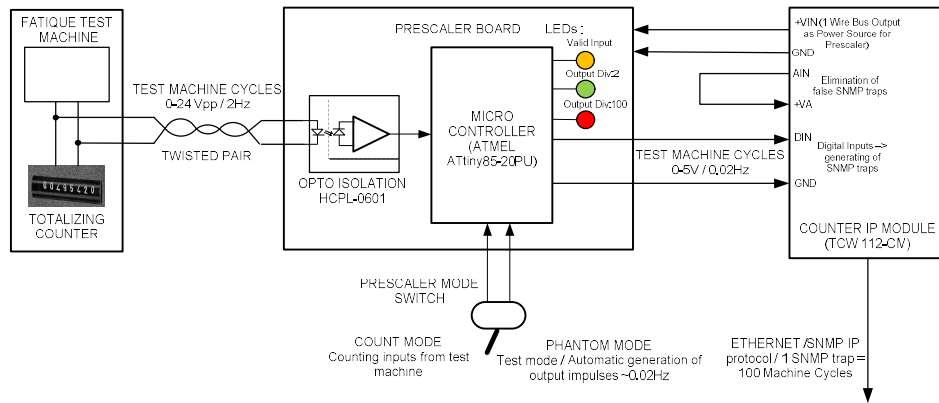 FATIQUE TEST
MACHINE
TOTALIZING
COUNTER
00495420
TEST MACHINE CYCLES
0-24 Vpp / 2Hz
TWISTED PAIR
PRESCALER BOARD
LEDs :
Valid Input
Output Div:2
Output Div:100
OPTO ISOLATION
HCPL-0601
MICRO
CONTROLLER
(ATMEL
ATtiny85-20PU)
TEST MACHINE CYCLES
0-5V / 0.02Hz
+VIN(1 Wire Bus Output
as Power Source for
Prescaler)
GND
AIN
+VA
Elimination of
false SNMP traps
DIN
Digital Inputs –>
generating of
SNMP traps
GND
COUNTER IP MODULE
(TCW 112-CM)
PRESCALER MODE
SWITCH
COUNT MODE
Counting inputs from test
machine
PHANTOM MODE
Test mode / Automatic generation of
output impulses ~0.02Hz
ETHERNET /SNMP IP
protocol / 1 SNMP trap =
100 Machine Cycles